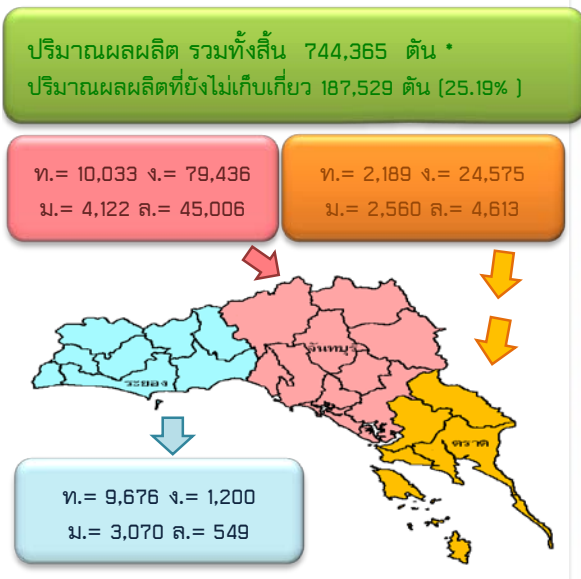 ปริมาณผลผลิต รวมทั้งสิ้น 744,365 ตัน *
ปริมาณผลผลิตที่ยังไม่เก็บเกี่ยว 187,529 ตัน (25.19% )
ท.= 10,033 ง.= 79,436
ม.= 4,122 ล.= 45,006
ท.= 2,189 ง.= 24,575
ม.= 2,560 ล.= 4,613
จันทบุรี
ระยอง
ตราด
ท.= 9,676 ง.= 1,200
ม.= 3,070 ล.= 549